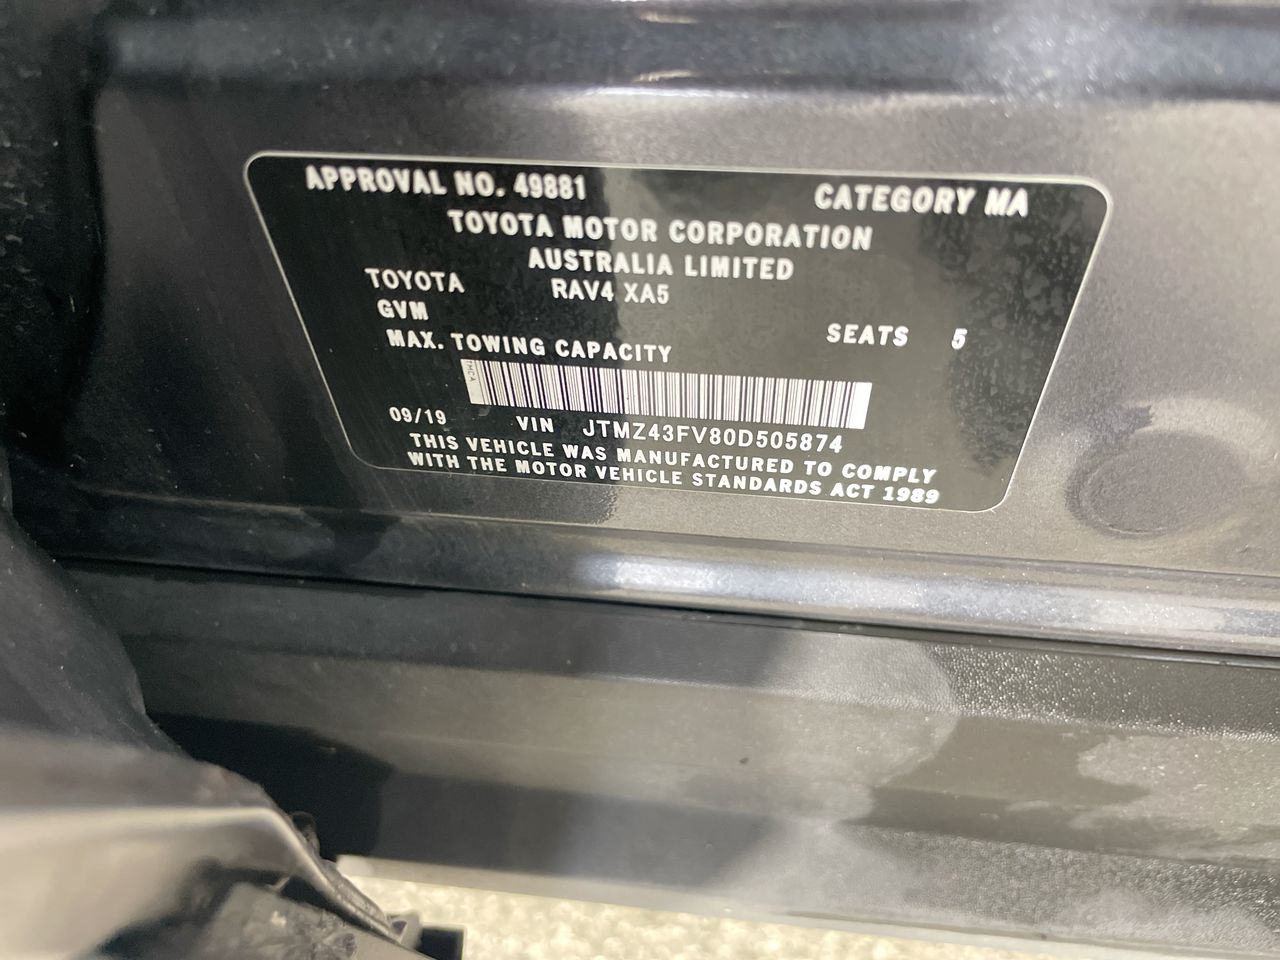 APPROVAL NO. 49881 CATEGORY MA
TOYOTA MOTOR CORPORATION
AUSTRALIA LIMITED
TOYOTA RAV4 XA5
GVM
SEATS 5
MAX. TOWING CAPACITY
TMCA
09/19 VIN JTMZ43FV80D505874
THIS VEHICLE WAS MANUFACTURED TO COMPLY
WITH THE MOTOR VEHICLE STANDARDS ACT 1989